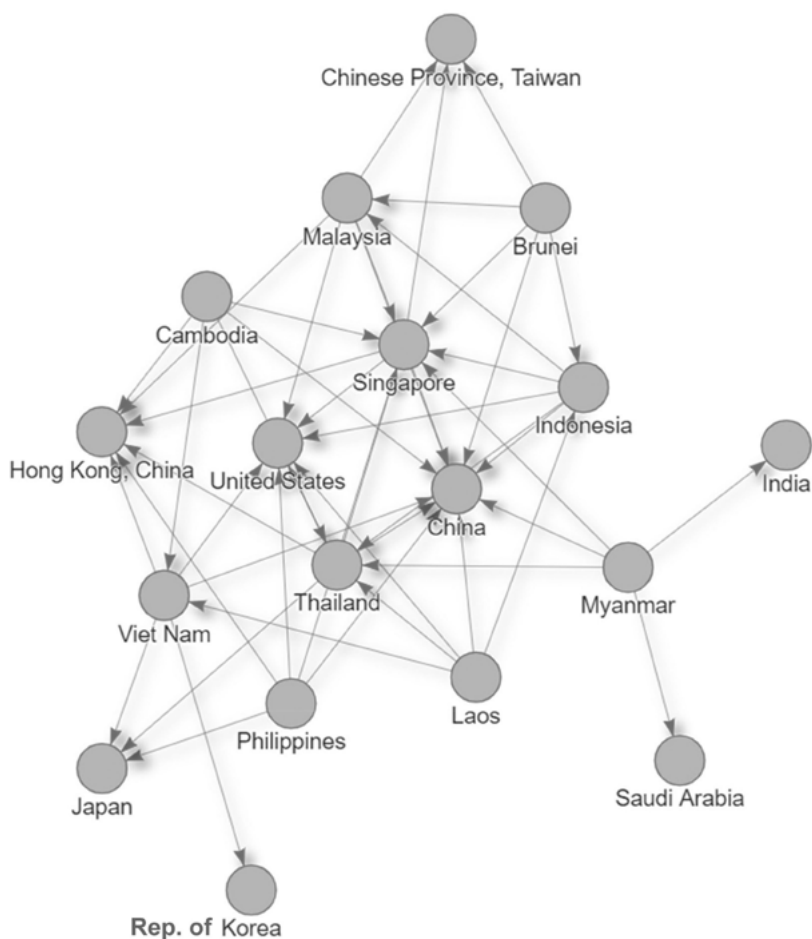 Chinese Province, Taiwan
Malaysia
Brunei
Cambodia
Singapore
Indonesia
Hong Kong, China
United States
India
China
Thailand
Myanmar
Viet Nam
Laos
Philippines
Japan
Saudi Arabia
Rep. of Korea